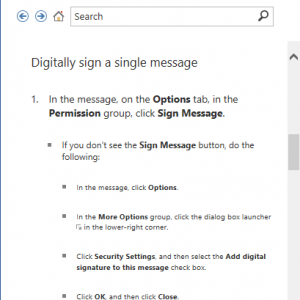 Search
Digitally sign a single message
1. In the message, on the Options tab, in the
Permission group, click Sign Message.
■ If you don't see the Sign Message button, do the
following:
■ In the message, click Options.
■ In the More Options group, click the dialog box launcher
in the lower-right corner.
■ Click Security Settings, and then select the Add digital
signature to this message check box.
■ Click OK, and then click Close.